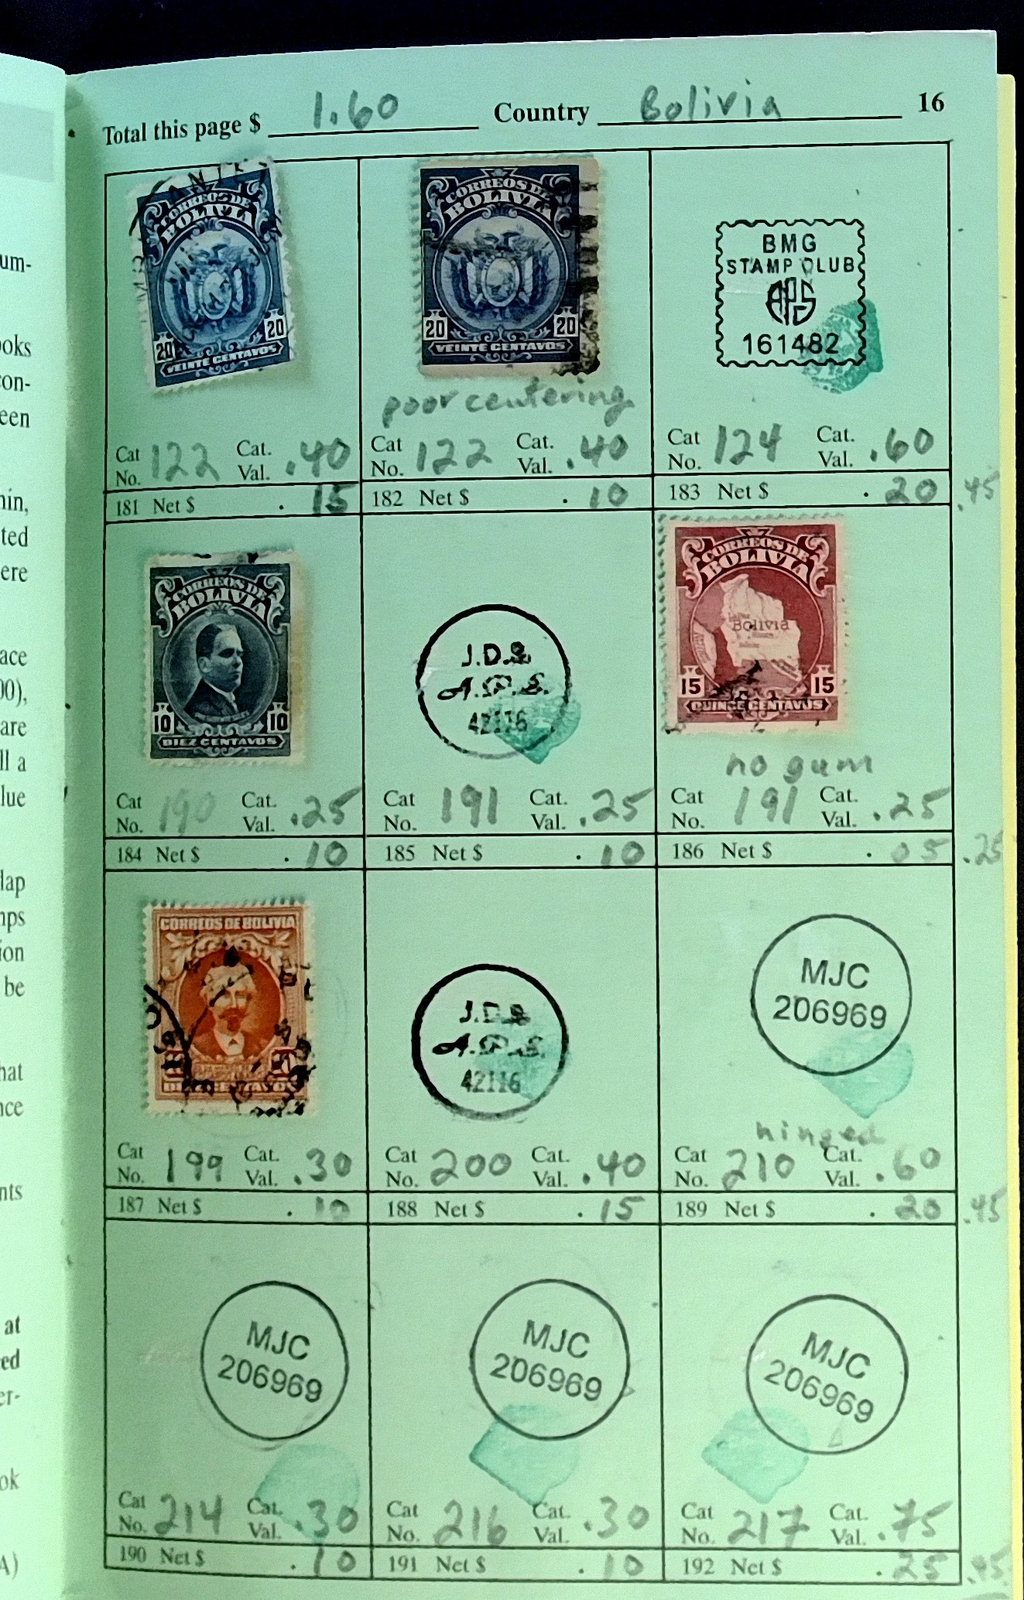 Total this page $ 1.60 Country Bolivia 16
CORREOS DE
BOLIVIA
20 20
VEINTE CENTAVOS
CORREOS DE
BOLIVIA
20 20
VEINTE CENTAVOS
poor centering
BMG
STAMP CLUB
APS
161482
Cat No. 122 Cat. Val. .40
Cat No. 122 Cat. Val. .40
Cat No. 124 Cat. Val. .60
181 Net $ . 15
182 Net $ . 10
183 Net $ . 20 .45
CORREOS DE
BOLIVIA
10 10
DIEZ CENTAVOS
J.D.S.
A.P.S.
42116
CORREOS DE
BOLIVIA
Bolivia
15 15
QUINCE CENTAVOS
no gum
Cat No. 190 Cat. Val. .25
Cat No. 191 Cat. Val. .25
Cat No. 191 Cat. Val. .25
184 Net $ . 10
185 Net $ . 10
186 Net $ . 05 .25
CORREOS DE BOLIVIA
J.D.S.
A.P.S.
42116
MJC
206969
hinged
Cat No. 199 Cat. Val. .30
Cat No. 200 Cat. Val. .40
Cat No. 210 Cat. Val. .60
187 Net $ . 10
188 Net $ . 15
189 Net $ . 20 .45
MJC
206969
MJC
206969
MJC
206969
Cat No. 214 Cat. Val. .30
Cat No. 216 Cat. Val. .30
Cat No. 217 Cat. Val. .75
190 Net $ . 10
191 Net $ . 10
192 Net $ . 25 .45